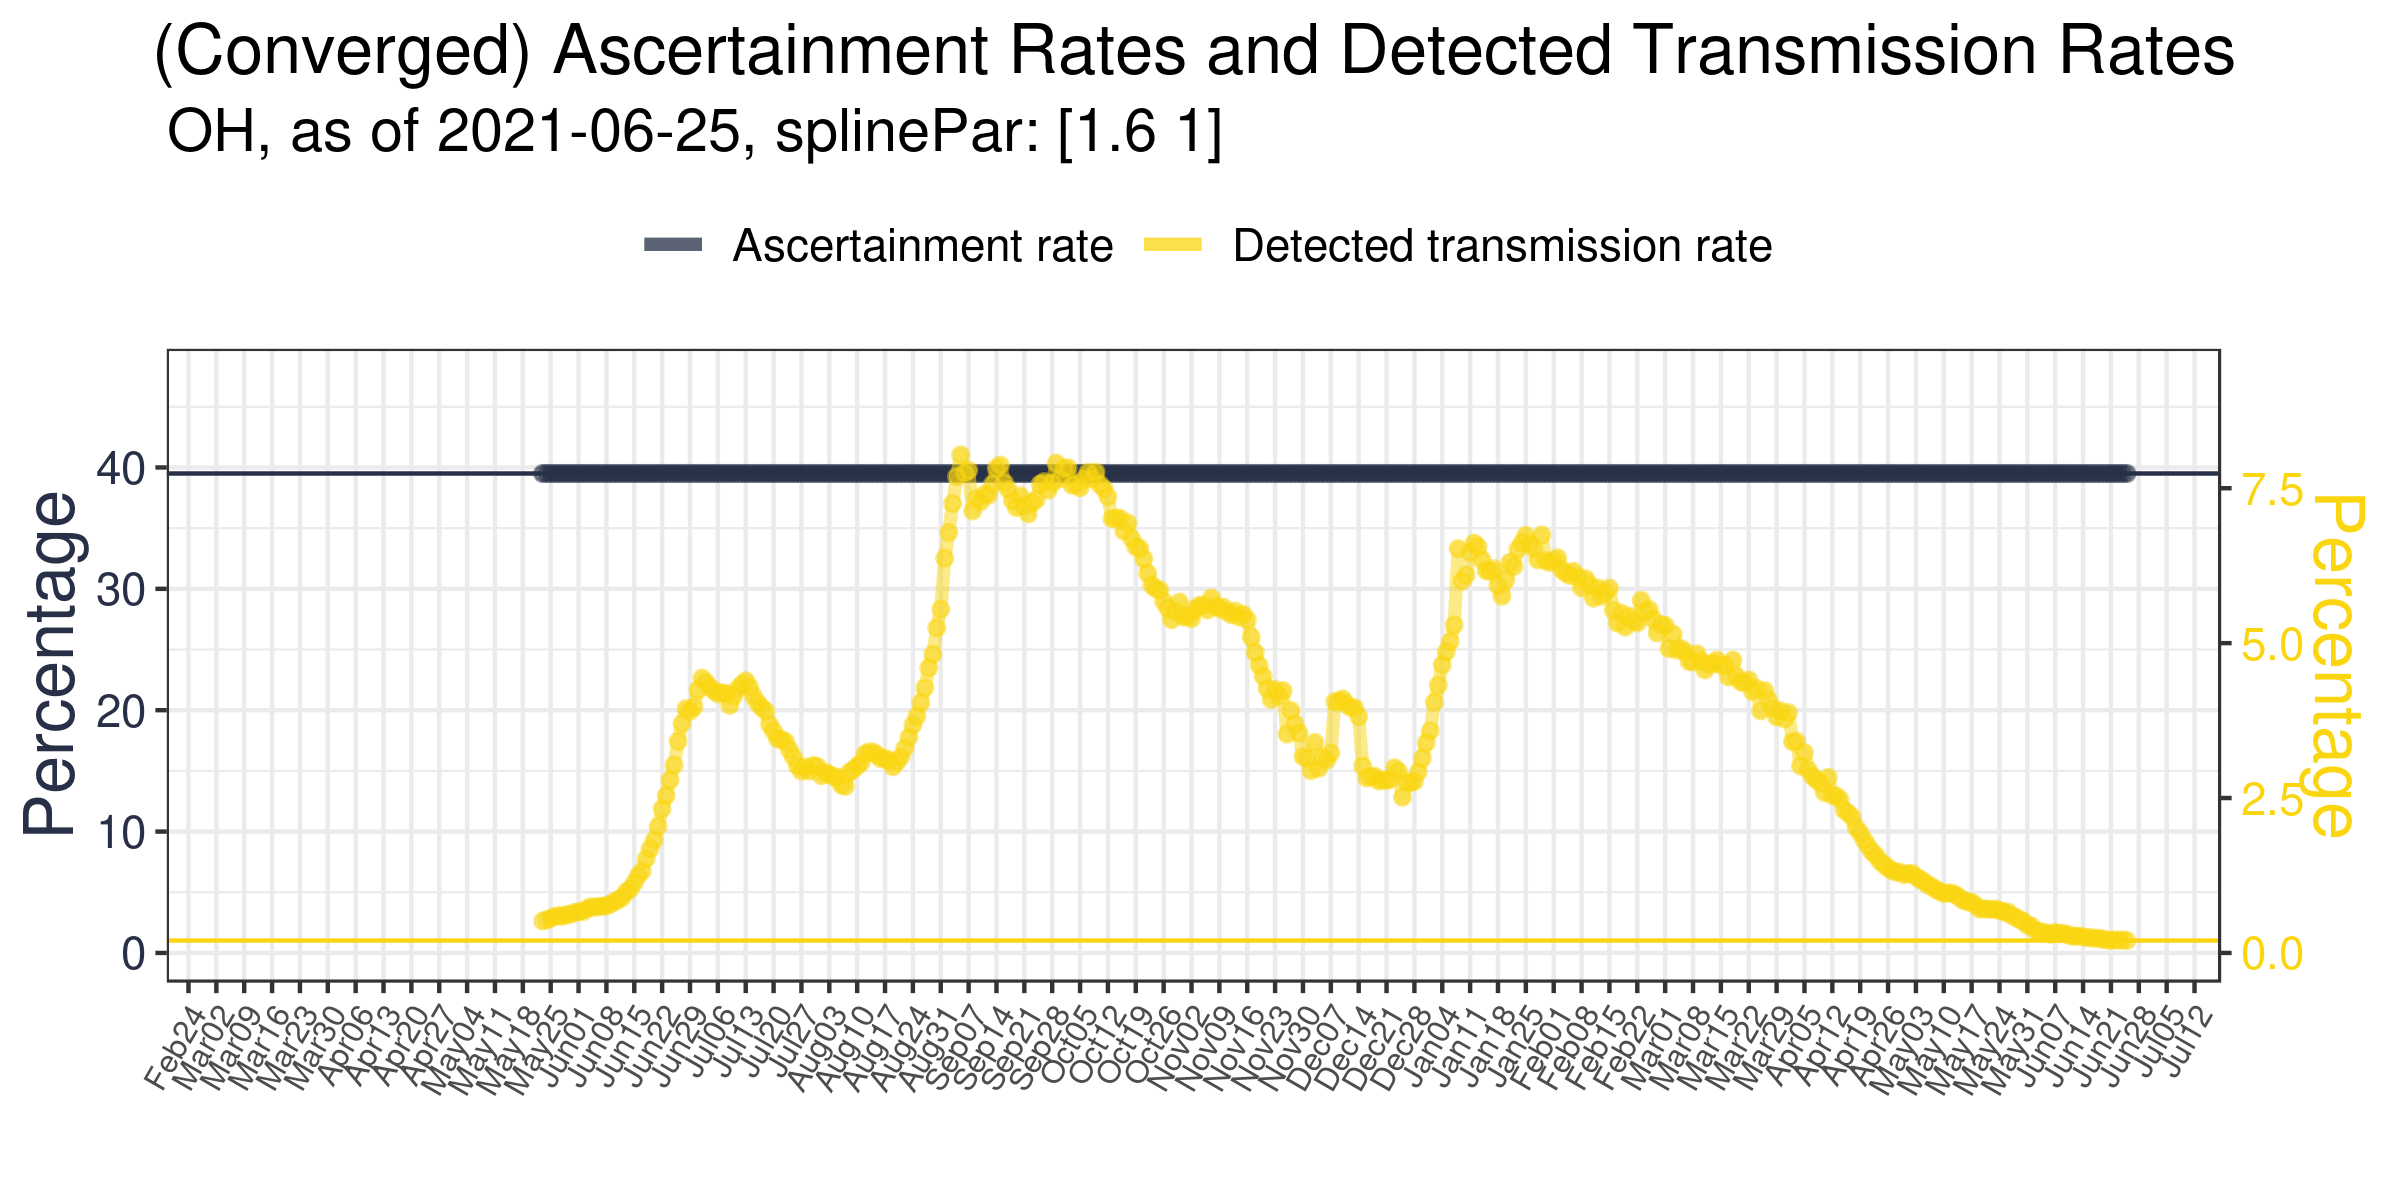 (Converged) Ascertainment Rates and Detected Transmission Rates
OH, as of 2021-06-25, splinePar: [1.6 1]
Ascertainment rate
Detected transmission rate
Percentage
40
30
20
10
0
7.5
5.0
2.5
0.0
Percentage
Feb24
Mar02
Mar09
Mar16
Mar23
Mar30
Apr06
Apr13
Apr20
Apr27
May04
May11
May18
May25
Jun01
Jun08
Jun15
Jun22
Jun29
Jul06
Jul13
Jul20
Jul27
Aug03
Aug10
Aug17
Aug24
Aug31
Sep07
Sep14
Sep21
Sep28
Oct05
Oct12
Oct19
Oct26
Nov02
Nov09
Nov16
Nov23
Nov30
Dec07
Dec14
Dec21
Dec28
Jan04
Jan11
Jan18
Jan25
Feb01
Feb08
Feb15
Feb22
Mar01
Mar08
Mar15
Mar22
Mar29
Apr05
Apr12
Apr19
Apr26
May03
May10
May17
May24
May31
Jun07
Jun14
Jun21
Jun28
Jul05
Jul12